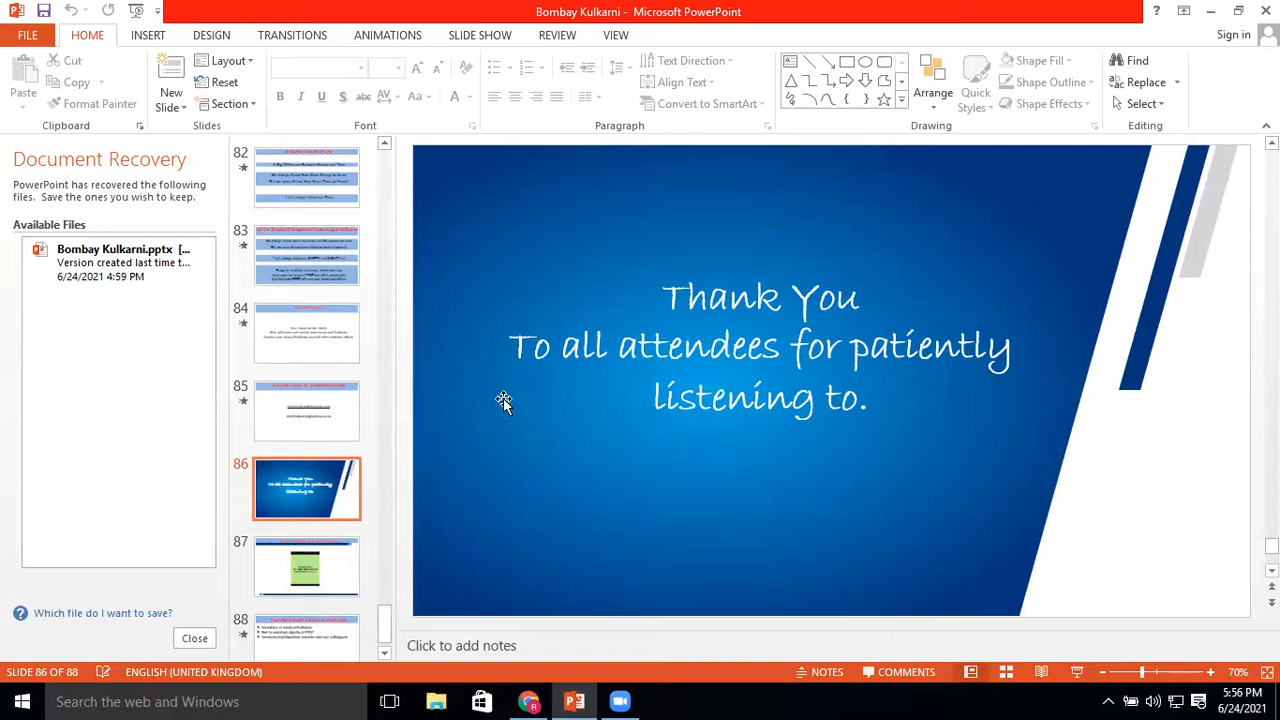 Bombay Kulkarni - Microsoft PowerPoint
FILE
HOME
INSERT
DESIGN
TRANSITIONS
ANIMATIONS
SLIDE SHOW
REVIEW
VIEW
Sign in
Paste
Cut
Copy
Format Painter
Clipboard
New Slide
Layout
Reset
Section
Slides
Font
Text Direction
Align Text
Convert to SmartArt
Paragraph
Arrange
Quick Styles
Shape Fill
Shape Outline
Shape Effects
Drawing
Find
Replace
Select
Editing
Document Recovery
PowerPoint has recovered the following
files. Save the ones you wish to keep.
Available Files
Bombay Kulkarni.pptx [...
Version created last time t...
6/24/2021 4:59 PM
Which file do I want to save?
Close
82
83
84
85
86
87
88
Thank You
To all attendees for patiently
listening to.
Click to add notes
SLIDE 86 OF 88
ENGLISH (UNITED KINGDOM)
NOTES
COMMENTS
70%
Search the web and Windows
5:56 PM
6/24/2021